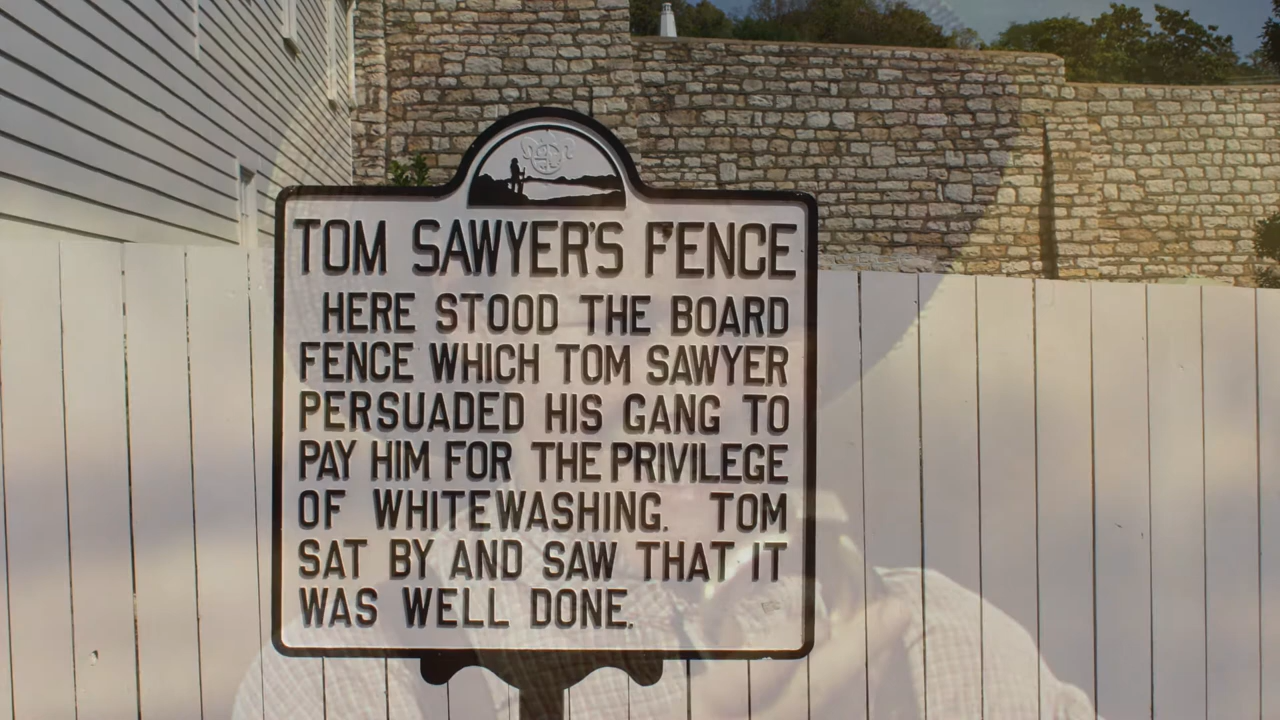 TOM SAWYER'S FENCE
HERE STOOD THE BOARD
FENCE WHICH TOM SAWYER
PERSUADED HIS GANG TO
PAY HIM FOR THE PRIVILEGE
OF WHITEWASHING. TOM
SAT BY AND SAW THAT IT
WAS WELL DONE.